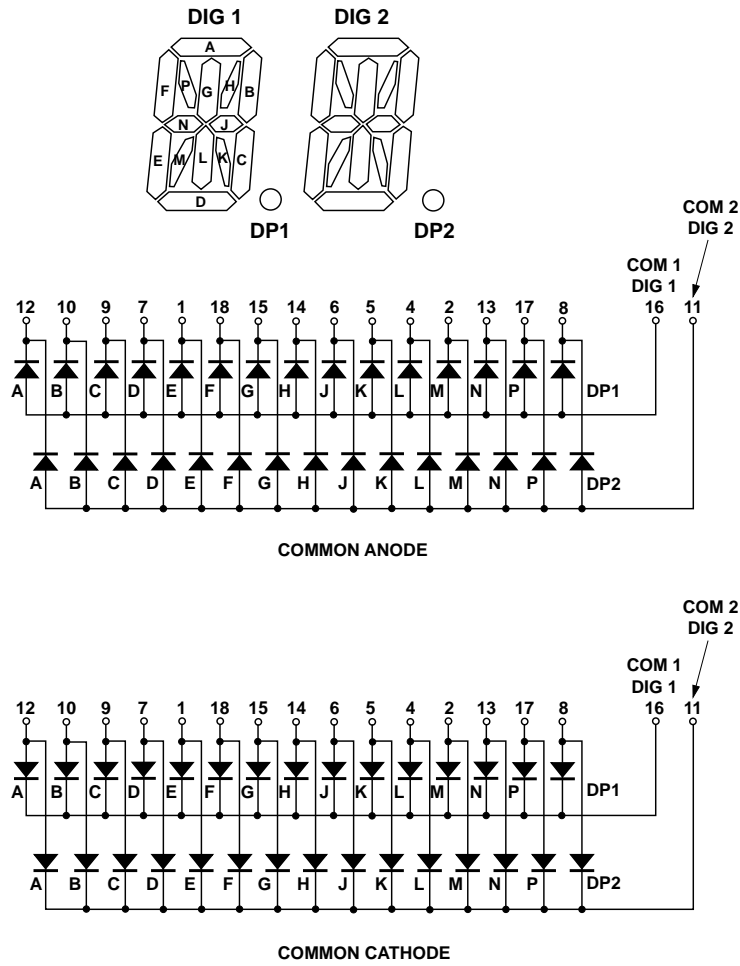 DIG 1 DIG 2
A
F P G H B
N J
E M L K C
D
DP1 DP2
COM 2
DIG 2
COM 1
DIG 1
12 10 9 7 1 18 15 14 6 5 4 2 13 17 8 16 11
A B C D E F G H J K L M N P DP1
A B C D E F G H J K L M N P DP2
COMMON ANODE
COM 2
DIG 2
COM 1
DIG 1
12 10 9 7 1 18 15 14 6 5 4 2 13 17 8 16 11
A B C D E F G H J K L M N P DP1
A B C D E F G H J K L M N P DP2
COMMON CATHODE